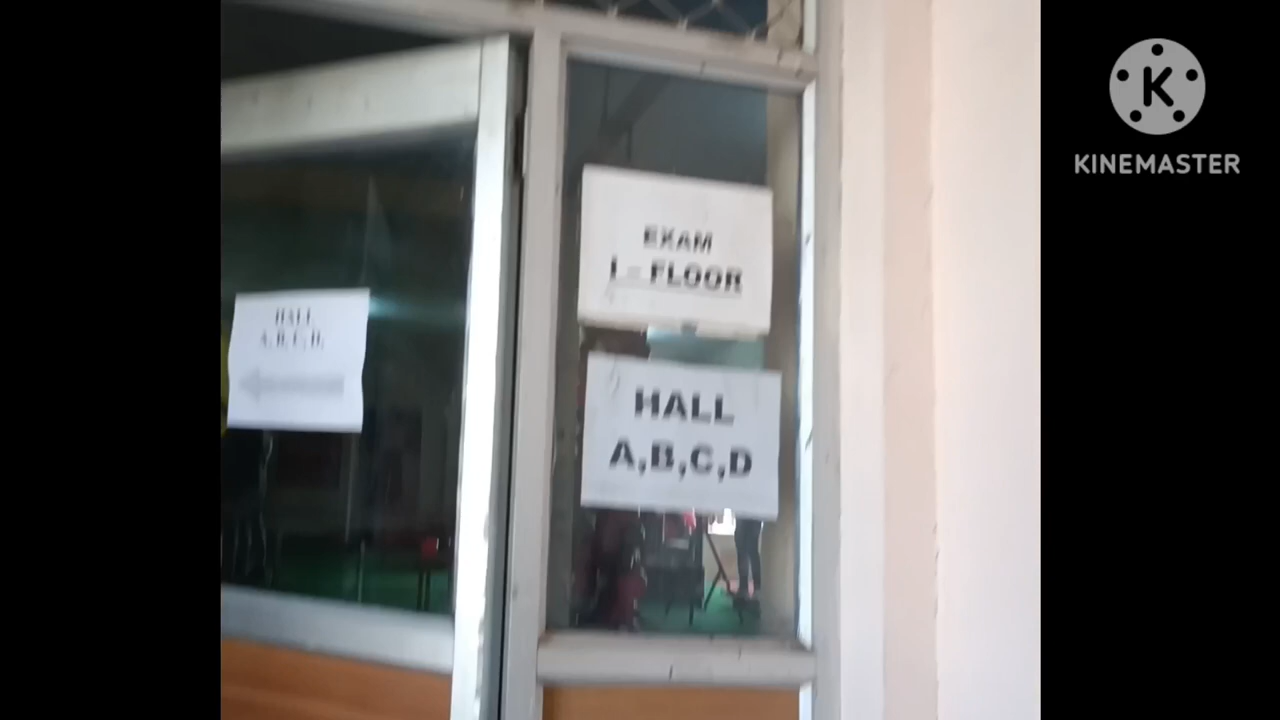 HALL
A, B, C, D,
EXAM
I - FLOOR
HALL
A,B,C,D
KINEMASTER